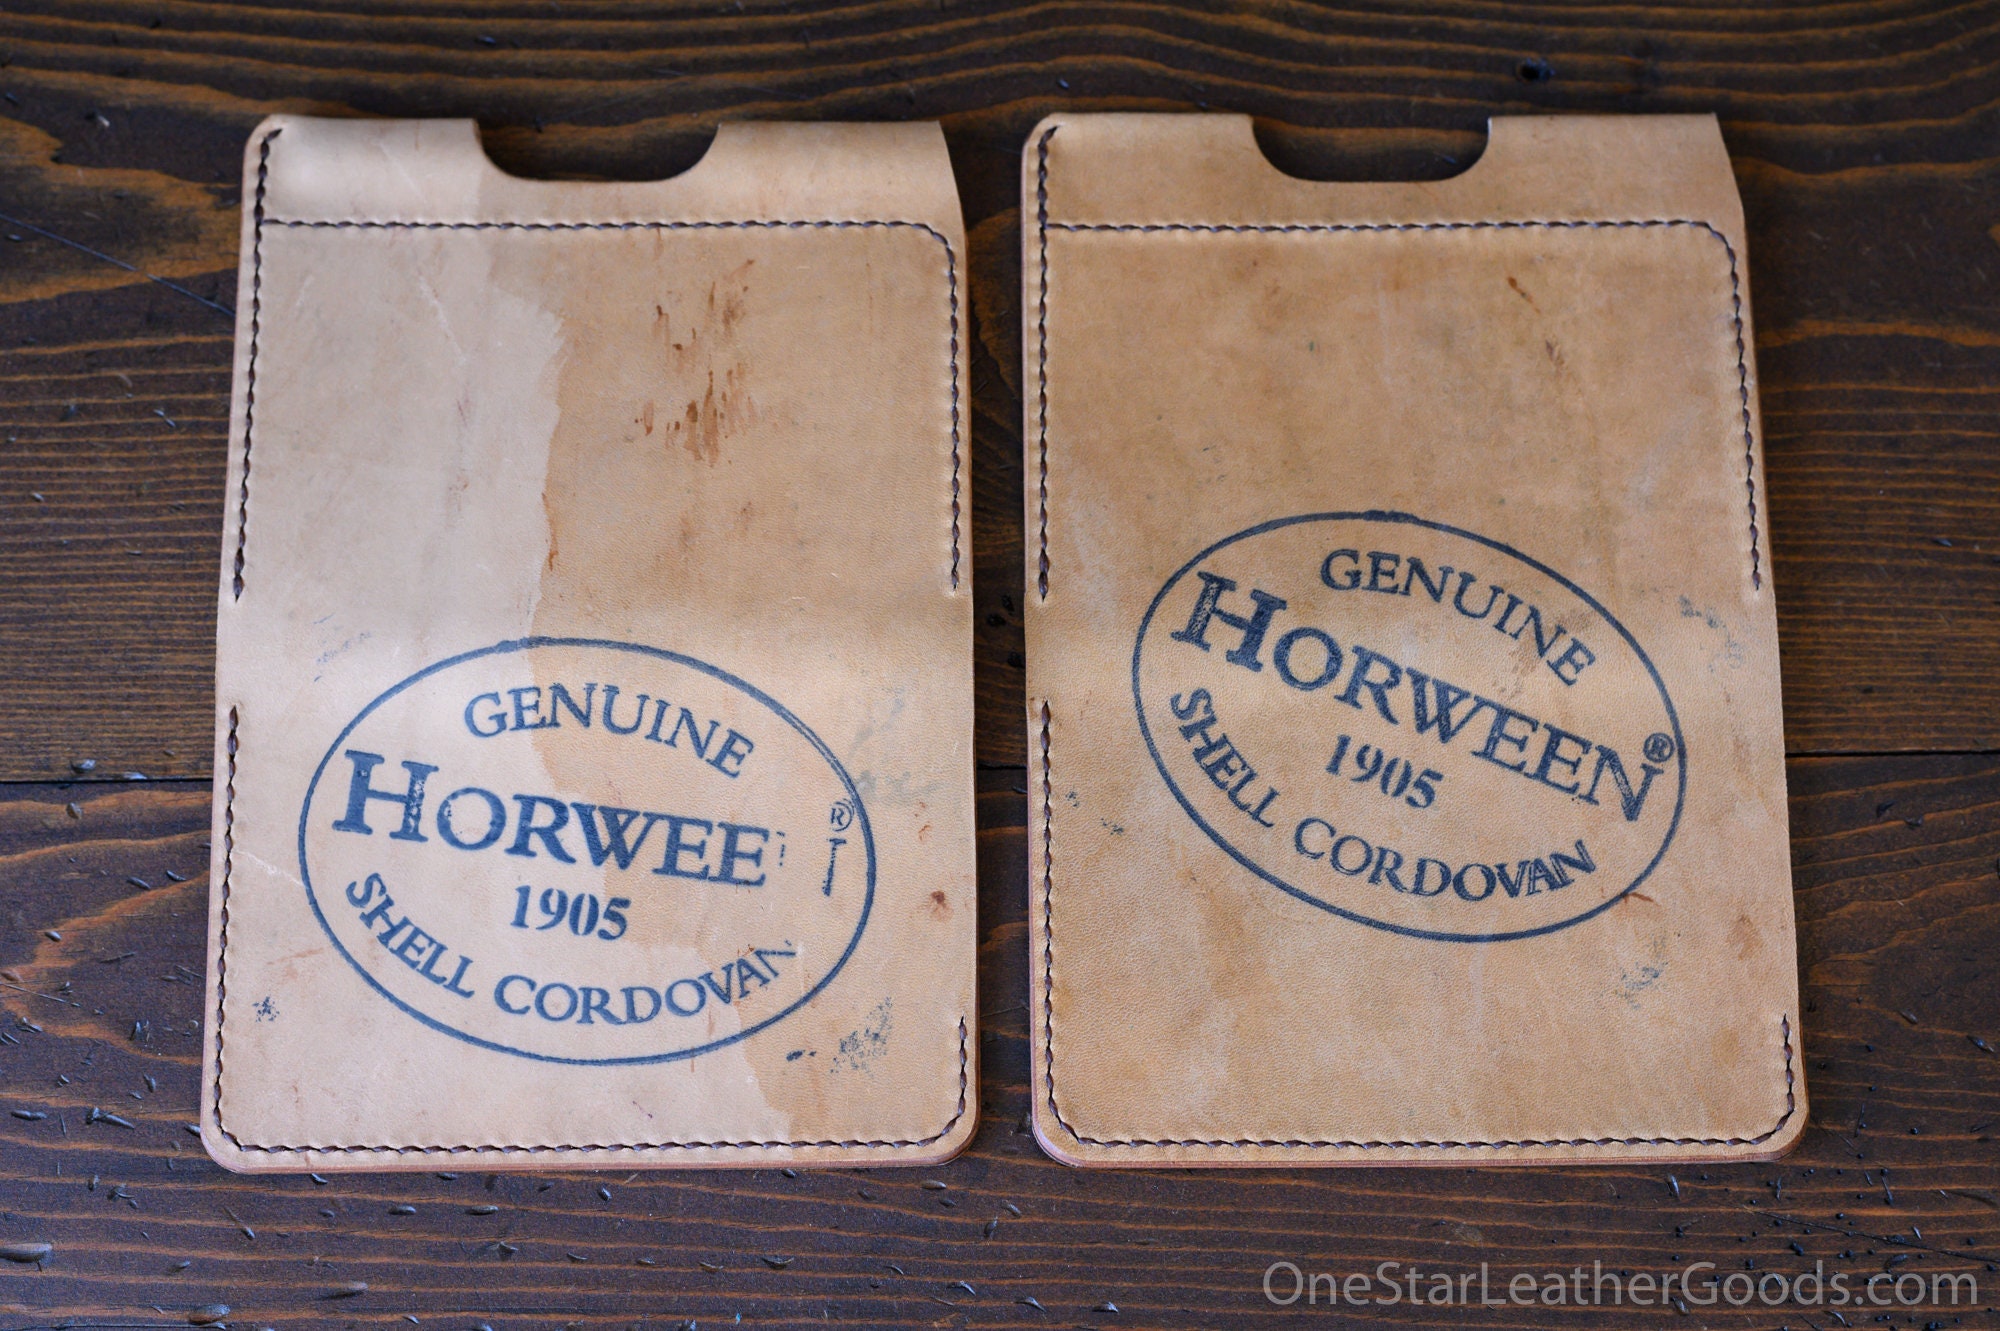 GENUINE
HORWEE
®
1905
SHELL CORDOVAN
GENUINE
HORWEEN®
1905
SHELL CORDOVAN
OneStarLeatherGoods.com